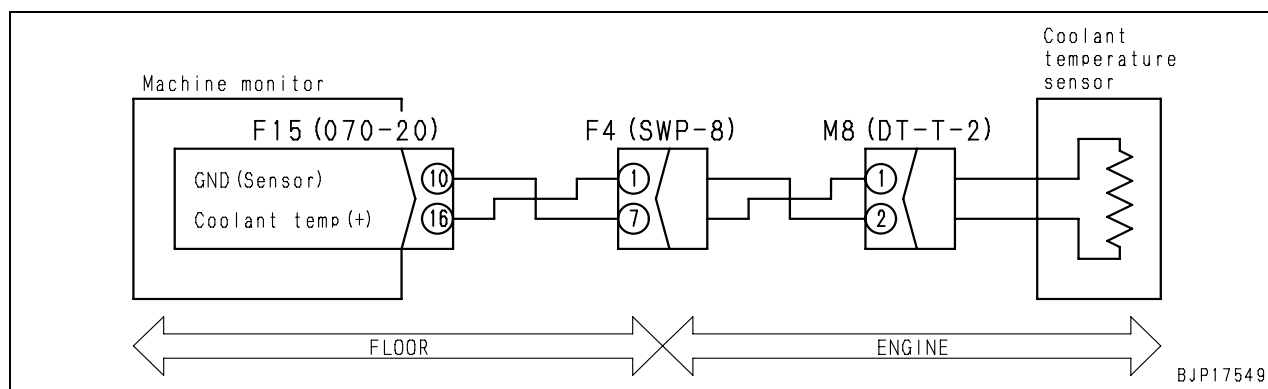 Coolant
temperature
sensor
Machine monitor
F15 (070-20)
F4 (SWP-8)
M8 (DT-T-2)
GND (Sensor)
10
1
1
Coolant temp (+)
16
7
2
FLOOR
ENGINE
BJP17549